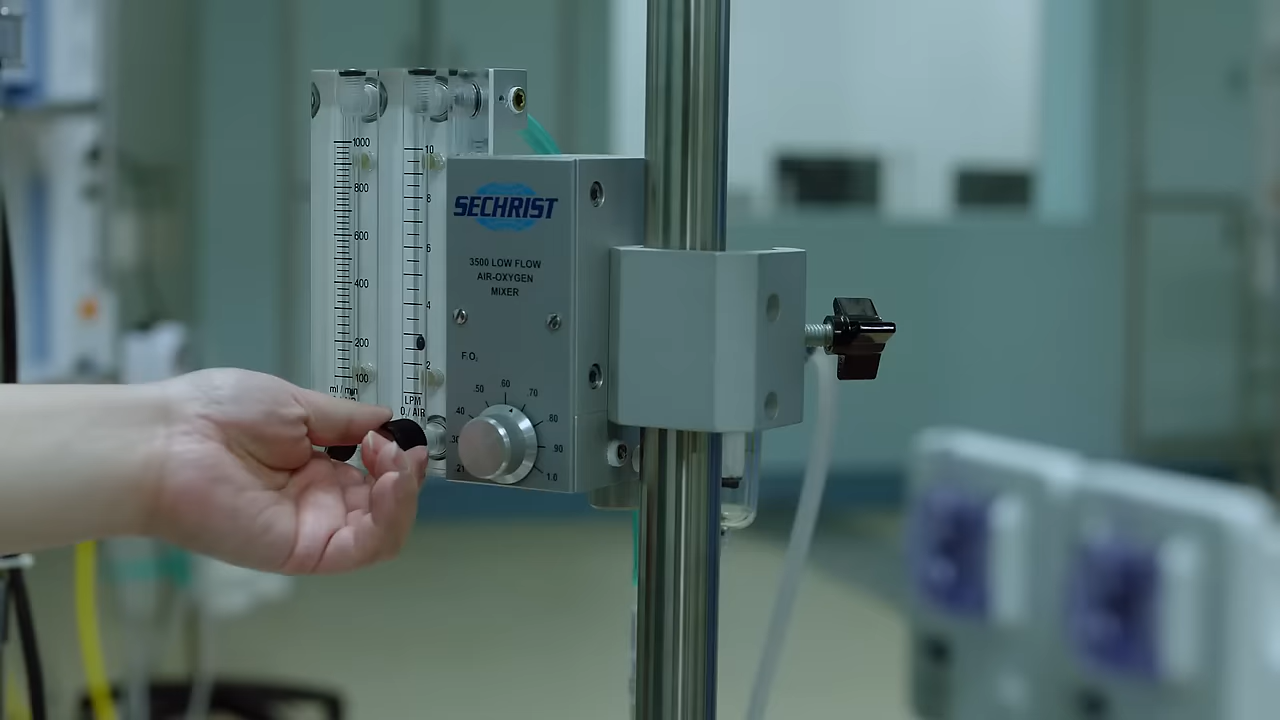 1000
800
600
400
200
100
ml / min
10
8
6
4
2
LPM
O₂/AIR
SECHRIST
3500 LOW FLOW
AIR-OXYGEN
MIXER
FIO₂
.40
.50
.60
.70
.80
.90
1.0